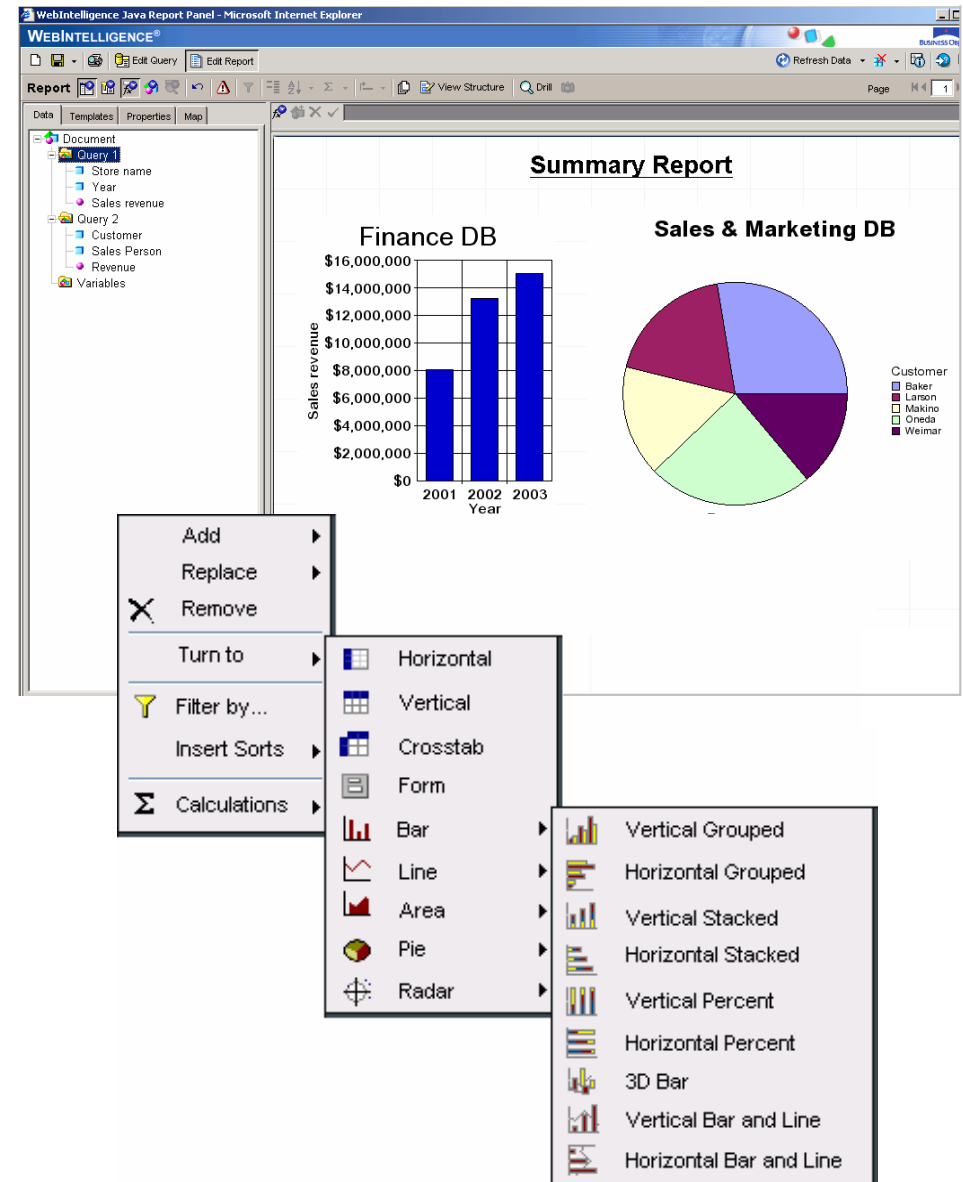 WebIntelligence Java Report Panel - Microsoft Internet Explorer
WEBINTELLIGENCE®
Edit Query
Edit Report
Refresh Data
Report
View Structure
Drill
Page
1
Data
Templates
Properties
Map
Document
Query 1
Store name
Year
Sales revenue
Query 2
Customer
Sales Person
Revenue
Variables
Summary Report
Finance DB
$16,000,000
$14,000,000
$12,000,000
$10,000,000
$8,000,000
$6,000,000
$4,000,000
$2,000,000
$0
Sales revenue
2001 2002 2003
Year
Sales & Marketing DB
Customer
Baker
Larson
Makino
Oneda
Weimar
Add
Replace
Remove
Turn to
Filter by...
Insert Sorts
Σ Calculations
Horizontal
Vertical
Crosstab
Form
Bar
Line
Area
Pie
Radar
Vertical Grouped
Horizontal Grouped
Vertical Stacked
Horizontal Stacked
Vertical Percent
Horizontal Percent
3D Bar
Vertical Bar and Line
Horizontal Bar and Line